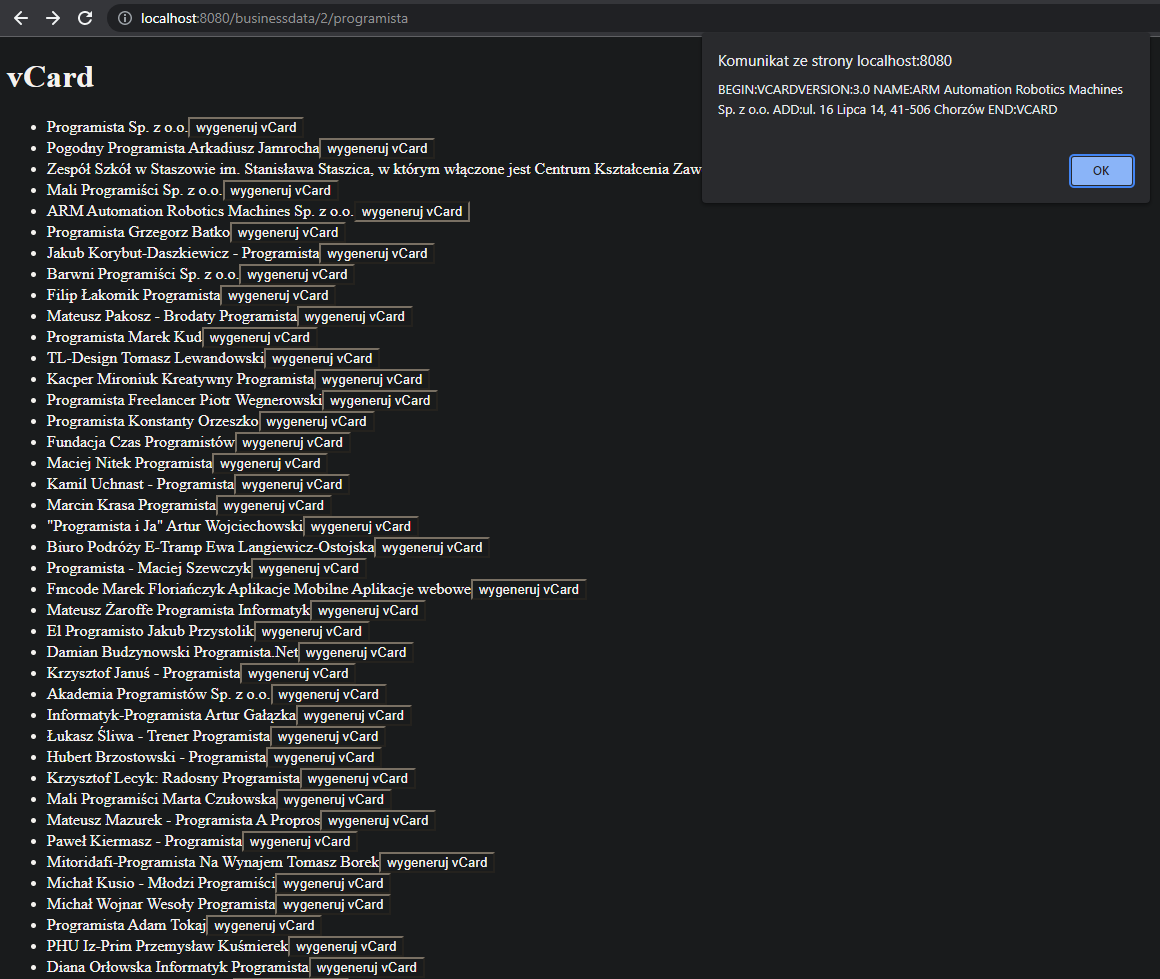 localhost:8080/businessdata/2/programista
Komunikat ze strony localhost:8080
BEGIN:VCARDVERSION:3.0 NAME:ARM Automation Robotics Machines
Sp. z o.o. ADD:ul. 16 Lipca 14, 41-506 Chorzów END:VCARD
OK
vCard
Programista Sp. z o.o. wygeneruj vCard
Pogodny Programista Arkadiusz Jamrocha wygeneruj vCard
Zespół Szkół w Staszowie im. Stanisława Staszica, w którym włączone jest Centrum Kształcenia Zaw
Mali Programiści Sp. z o.o. wygeneruj vCard
ARM Automation Robotics Machines Sp. z o.o. wygeneruj vCard
Programista Grzegorz Batko wygeneruj vCard
Jakub Korybut-Daszkiewicz - Programista wygeneruj vCard
Barwni Programiści Sp. z o.o. wygeneruj vCard
Filip Łakomik Programista wygeneruj vCard
Mateusz Pakosz - Brodaty Programista wygeneruj vCard
Programista Marek Kud wygeneruj vCard
TL-Design Tomasz Lewandowski wygeneruj vCard
Kacper Mironiuk Kreatywny Programista wygeneruj vCard
Programista Freelancer Piotr Wegnerowski wygeneruj vCard
Programista Konstanty Orzeszko wygeneruj vCard
Fundacja Czas Programistów wygeneruj vCard
Maciej Nitek Programista wygeneruj vCard
Kamil Uchnast - Programista wygeneruj vCard
Marcin Krasa Programista wygeneruj vCard
"Programista i Ja" Artur Wojciechowski wygeneruj vCard
Biuro Podróży E-Tramp Ewa Langiewicz-Ostojska wygeneruj vCard
Programista - Maciej Szewczyk wygeneruj vCard
Fmcode Marek Floriańczyk Aplikacje Mobilne Aplikacje webowe wygeneruj vCard
Mateusz Żaroffe Programista Informatyk wygeneruj vCard
El Programisto Jakub Przystolik wygeneruj vCard
Damian Budzynowski Programista.Net wygeneruj vCard
Krzysztof Januś - Programista wygeneruj vCard
Akademia Programistów Sp. z o.o. wygeneruj vCard
Informatyk-Programista Artur Gałązka wygeneruj vCard
Łukasz Śliwa - Trener Programista wygeneruj vCard
Hubert Brzostowski - Programista wygeneruj vCard
Krzysztof Lecyk: Radosny Programista wygeneruj vCard
Mali Programiści Marta Czułowska wygeneruj vCard
Mateusz Mazurek - Programista A Propros wygeneruj vCard
Paweł Kiermasz - Programista wygeneruj vCard
Mitoridafi-Programista Na Wynajem Tomasz Borek wygeneruj vCard
Michał Kusio - Młodzi Programiści wygeneruj vCard
Michał Wojnar Wesoły Programista wygeneruj vCard
Programista Adam Tokaj wygeneruj vCard
PHU Iz-Prim Przemysław Kuśmierek wygeneruj vCard
Diana Orłowska Informatyk Programista wygeneruj vCard